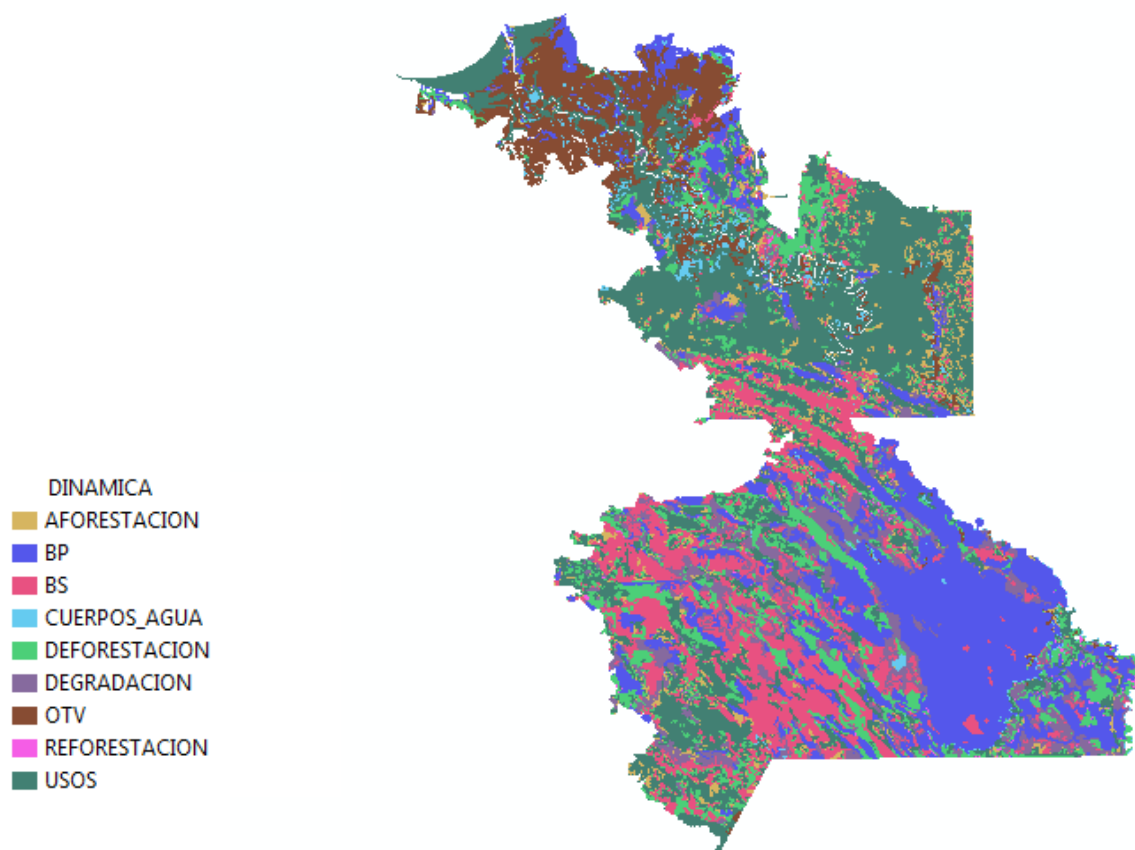 DINAMICA
AFORESTACION
BP
BS
CUERPOS_AGUA
DEFORESTACION
DEGRADACION
OTV
REFORESTACION
USOS